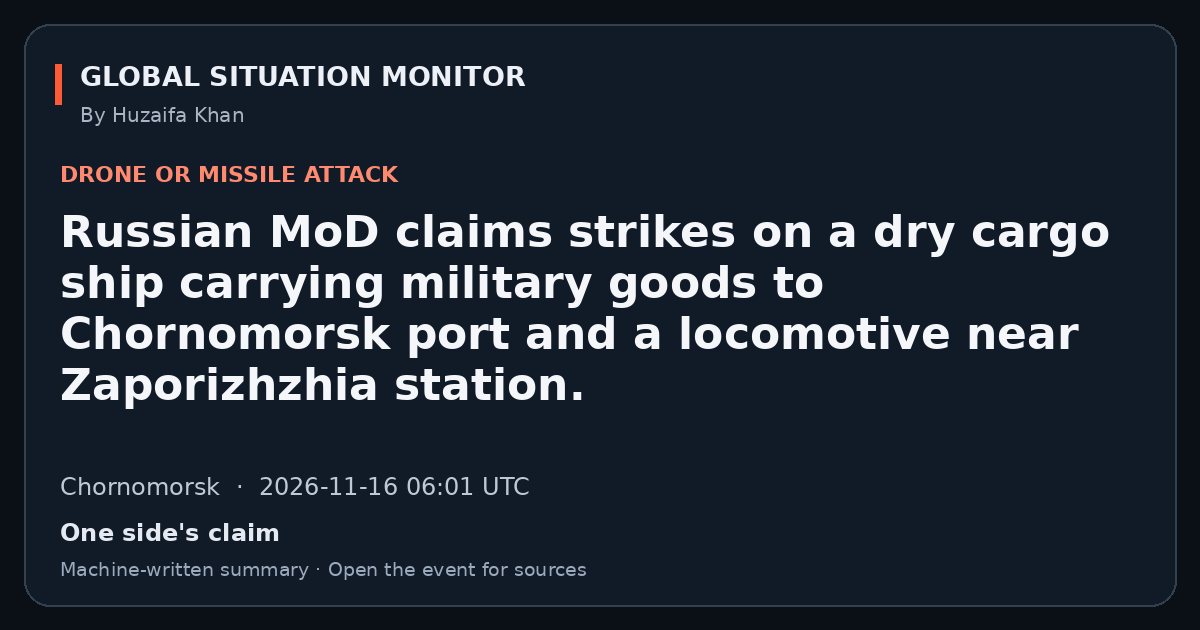 GLOBAL SITUATION MONITOR
By Huzaifa Khan
DRONE OR MISSILE ATTACK
Russian MoD claims strikes on a dry cargo
ship carrying military goods to
Chornomorsk port and a locomotive near
Zaporizhzhia station.
Chornomorsk · 2026-11-16 06:01 UTC
One side's claim
Machine-written summary · Open the event for sources